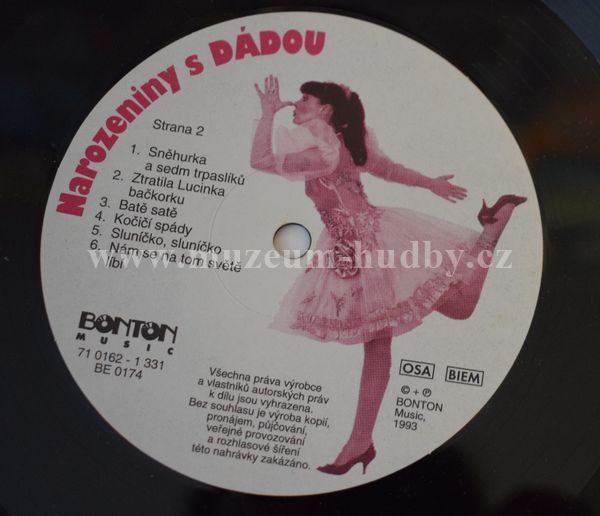 Narozeniny s DÁDOU
Strana 2
1. Sněhurka
a sedm trpaslíků
2. Ztratila Lucinka
bačkorku
3. Batě satě
4. Kočičí spády
5. Sluníčko, sluníčko
6. Nám se na tom světě
líbí
www.muzeum-hudby.cz
BONTON
MUSIC
71 0162 - 1 331
BE 0174
Všechna práva výrobce
a vlastníků autorských práv
k dílu jsou vyhrazena.
Bez souhlasu je výroba kopií,
pronájem, půjčování,
veřejné provozování
a rozhlasové šíření
této nahrávky zakázáno.
OSA BIEM
© + ℗
BONTON
Music,
1993